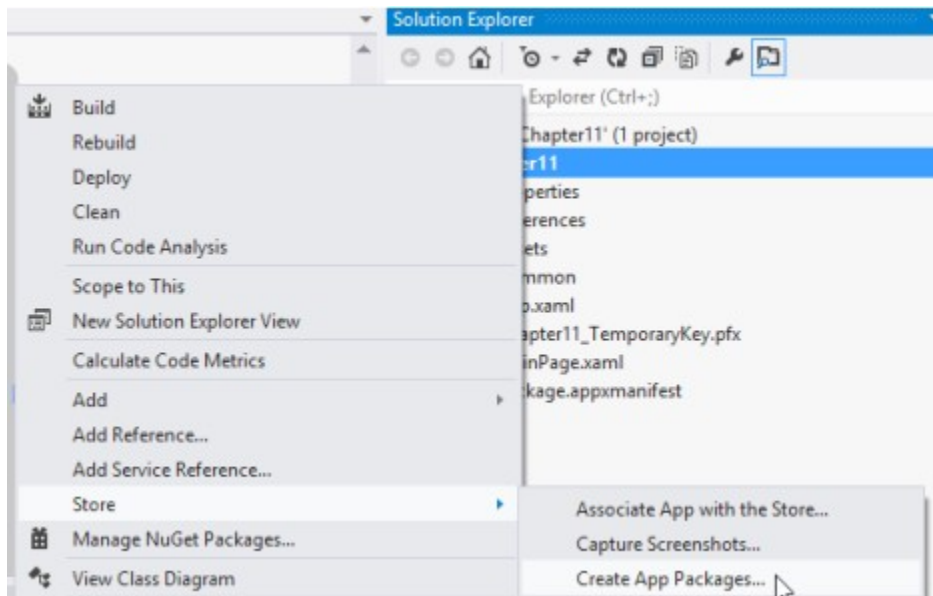 Solution Explorer
Explorer (Ctrl+;)
Chapter11' (1 project)
er11
perties
erences
ets
mmon
p.xaml
apter11_TemporaryKey.pfx
inPage.xaml
kage.appxmanifest
Build
Rebuild
Deploy
Clean
Run Code Analysis
Scope to This
New Solution Explorer View
Calculate Code Metrics
Add
Add Reference...
Add Service Reference...
Store
Manage NuGet Packages...
View Class Diagram
Associate App with the Store...
Capture Screenshots...
Create App Packages...